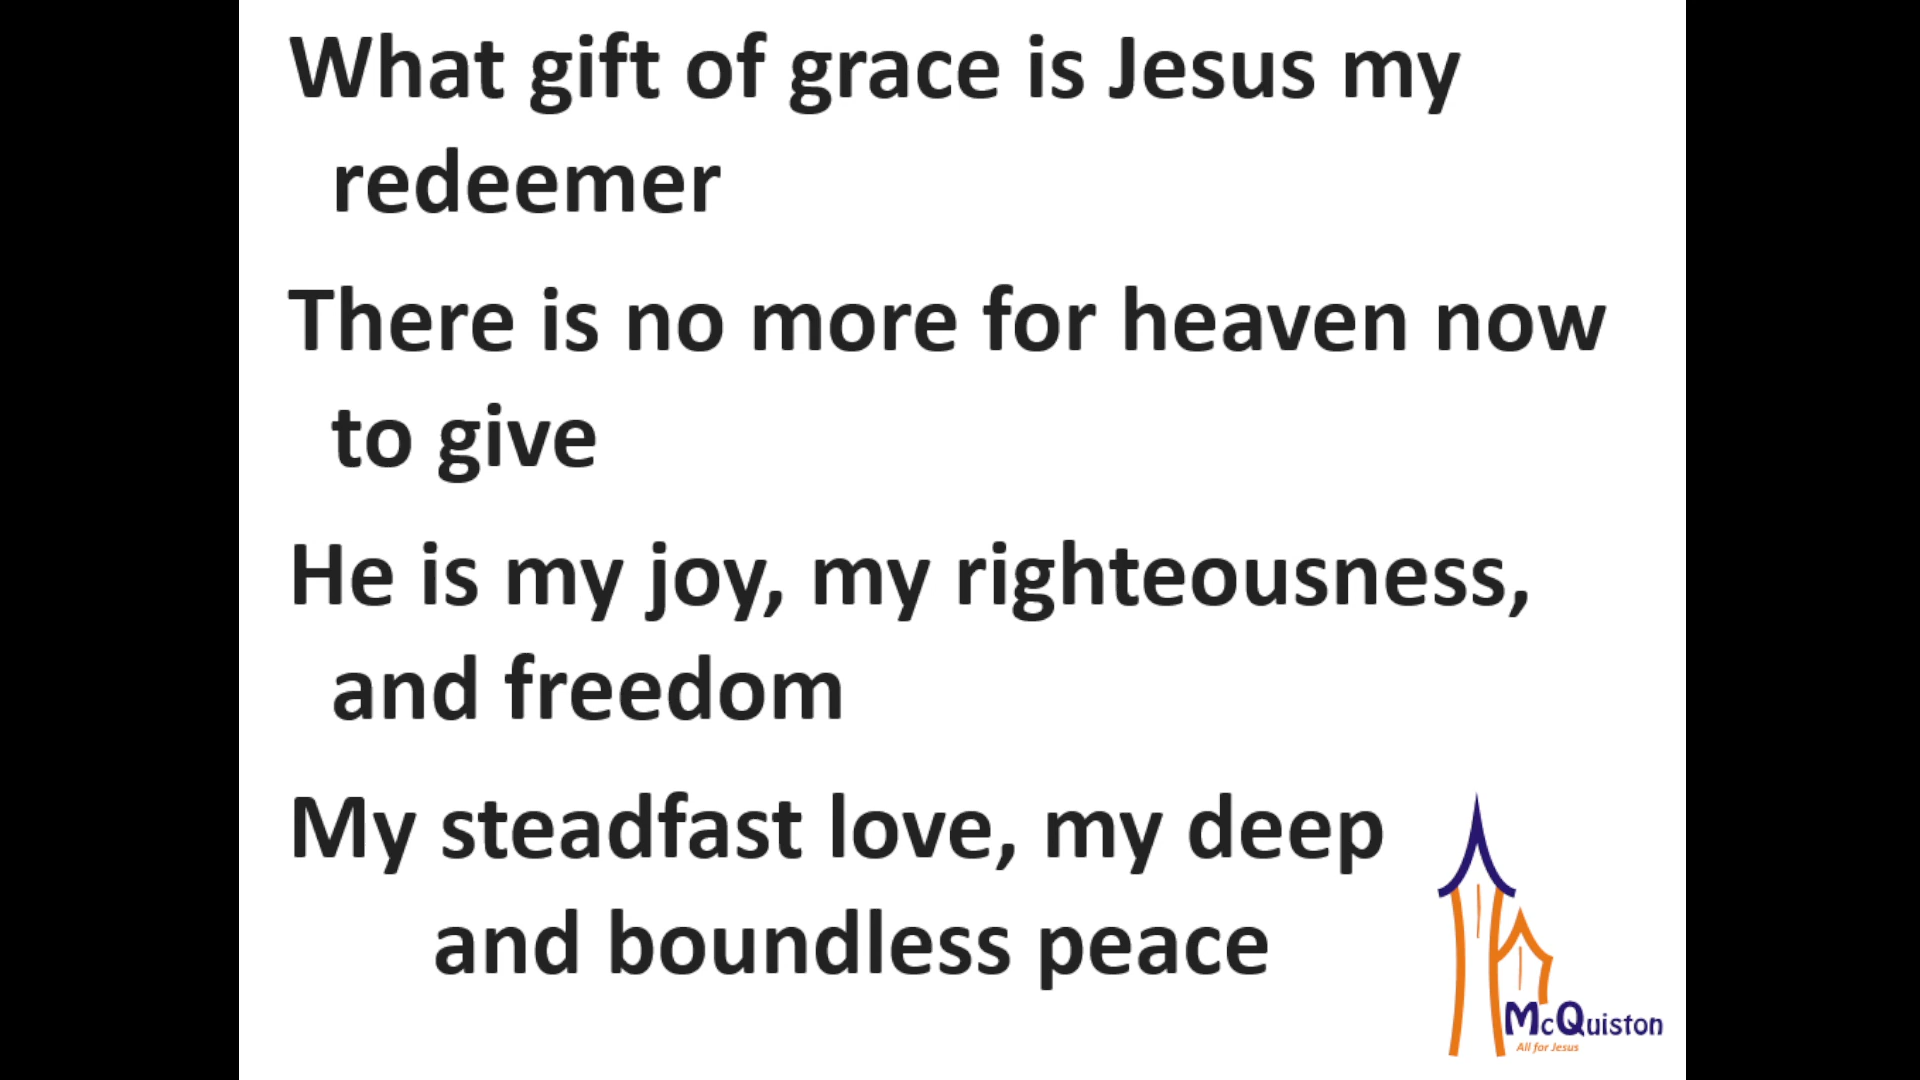 What gift of grace is Jesus my
redeemer
There is no more for heaven now
to give
He is my joy, my righteousness,
and freedom
My steadfast love, my deep
and boundless peace
McQuiston
All for Jesus